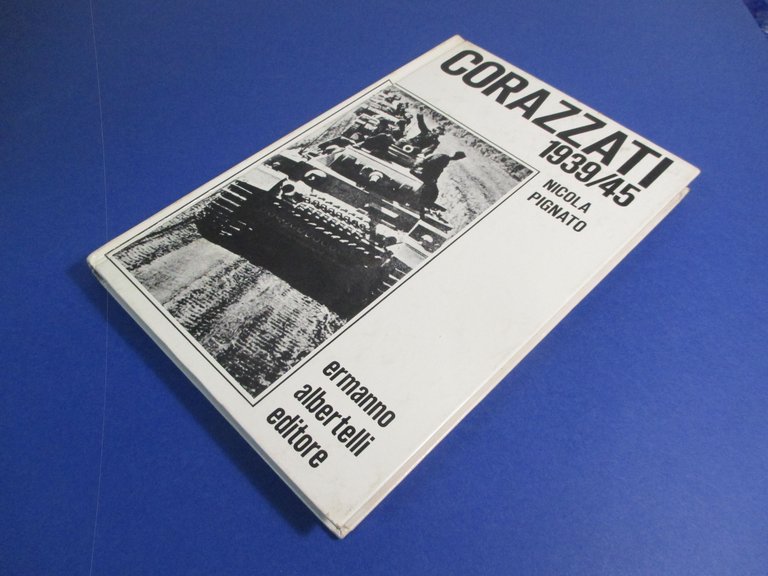 CORAZZATI
1939/45
NICOLA
PIGNATO
ermanno
albertelli
editore